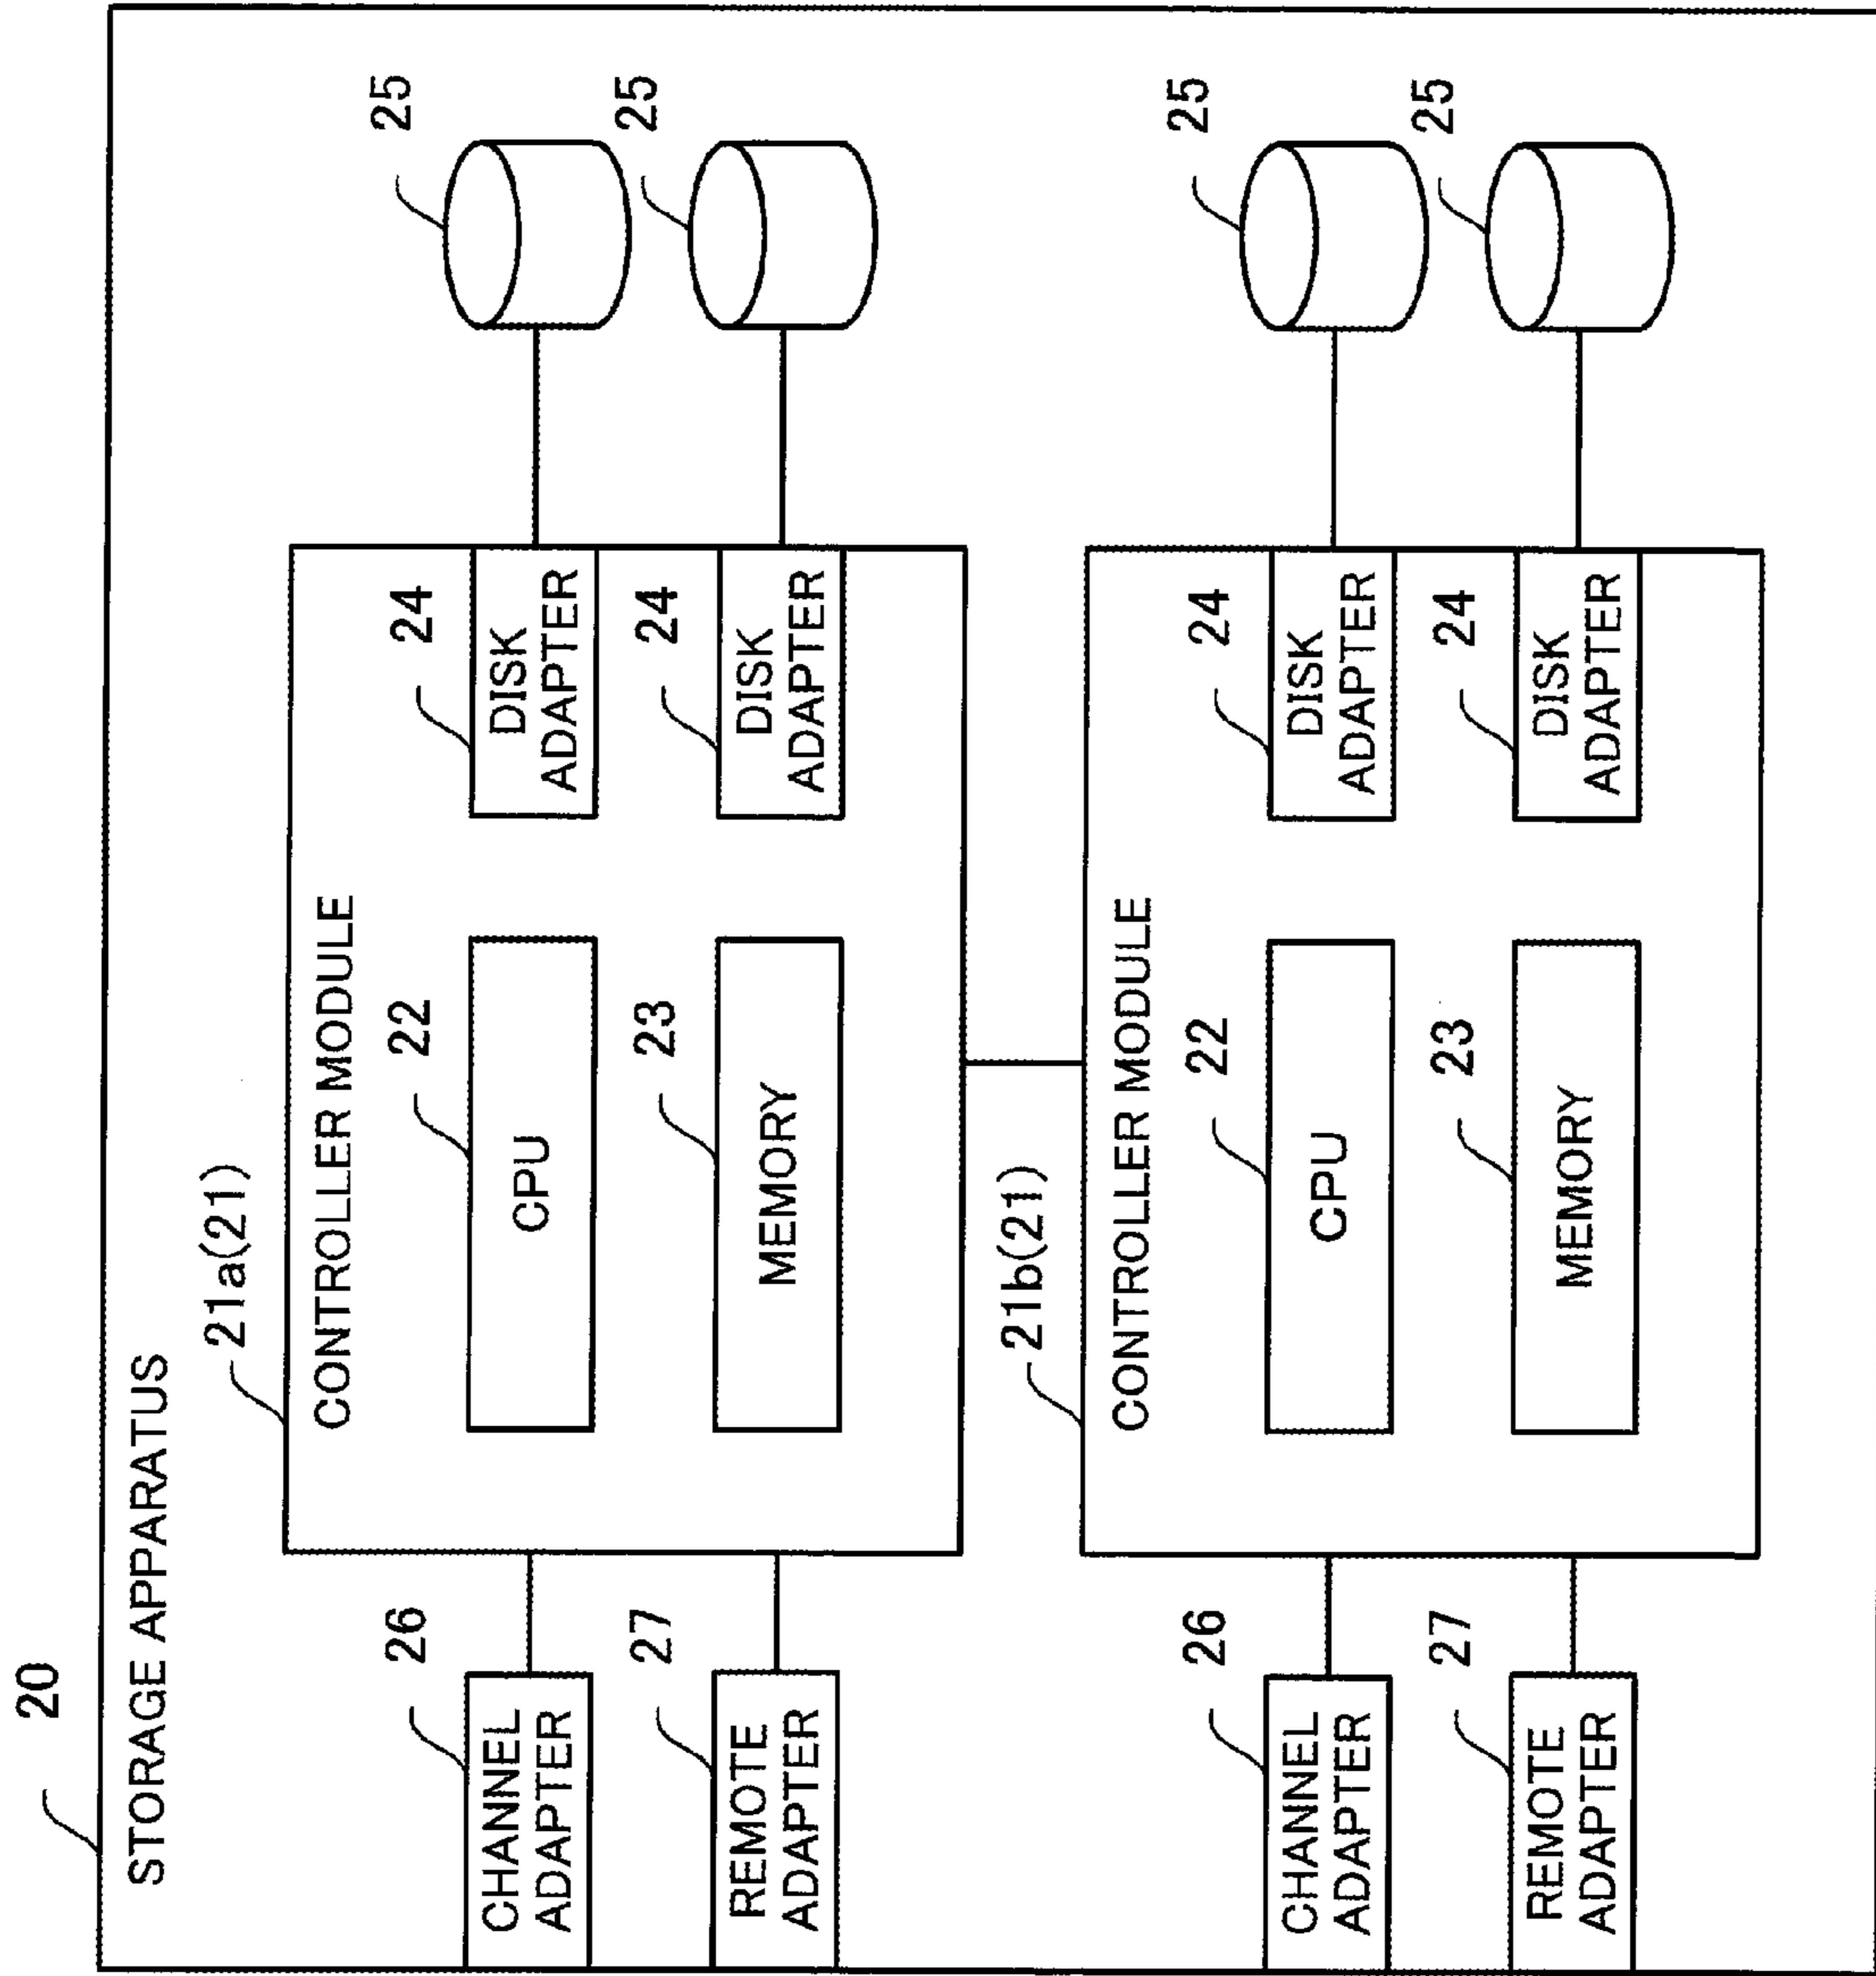 20
STORAGE APPARATUS
21a(21)
CONTROLLER MODULE
26
CHANNEL
ADAPTER
22
CPU
24
DISK
ADAPTER
25
27
REMOTE
ADAPTER
23
MEMORY
24
DISK
ADAPTER
25
21b(21)
CONTROLLER MODULE
26
CHANNEL
ADAPTER
22
CPU
24
DISK
ADAPTER
25
27
REMOTE
ADAPTER
23
MEMORY
24
DISK
ADAPTER
25